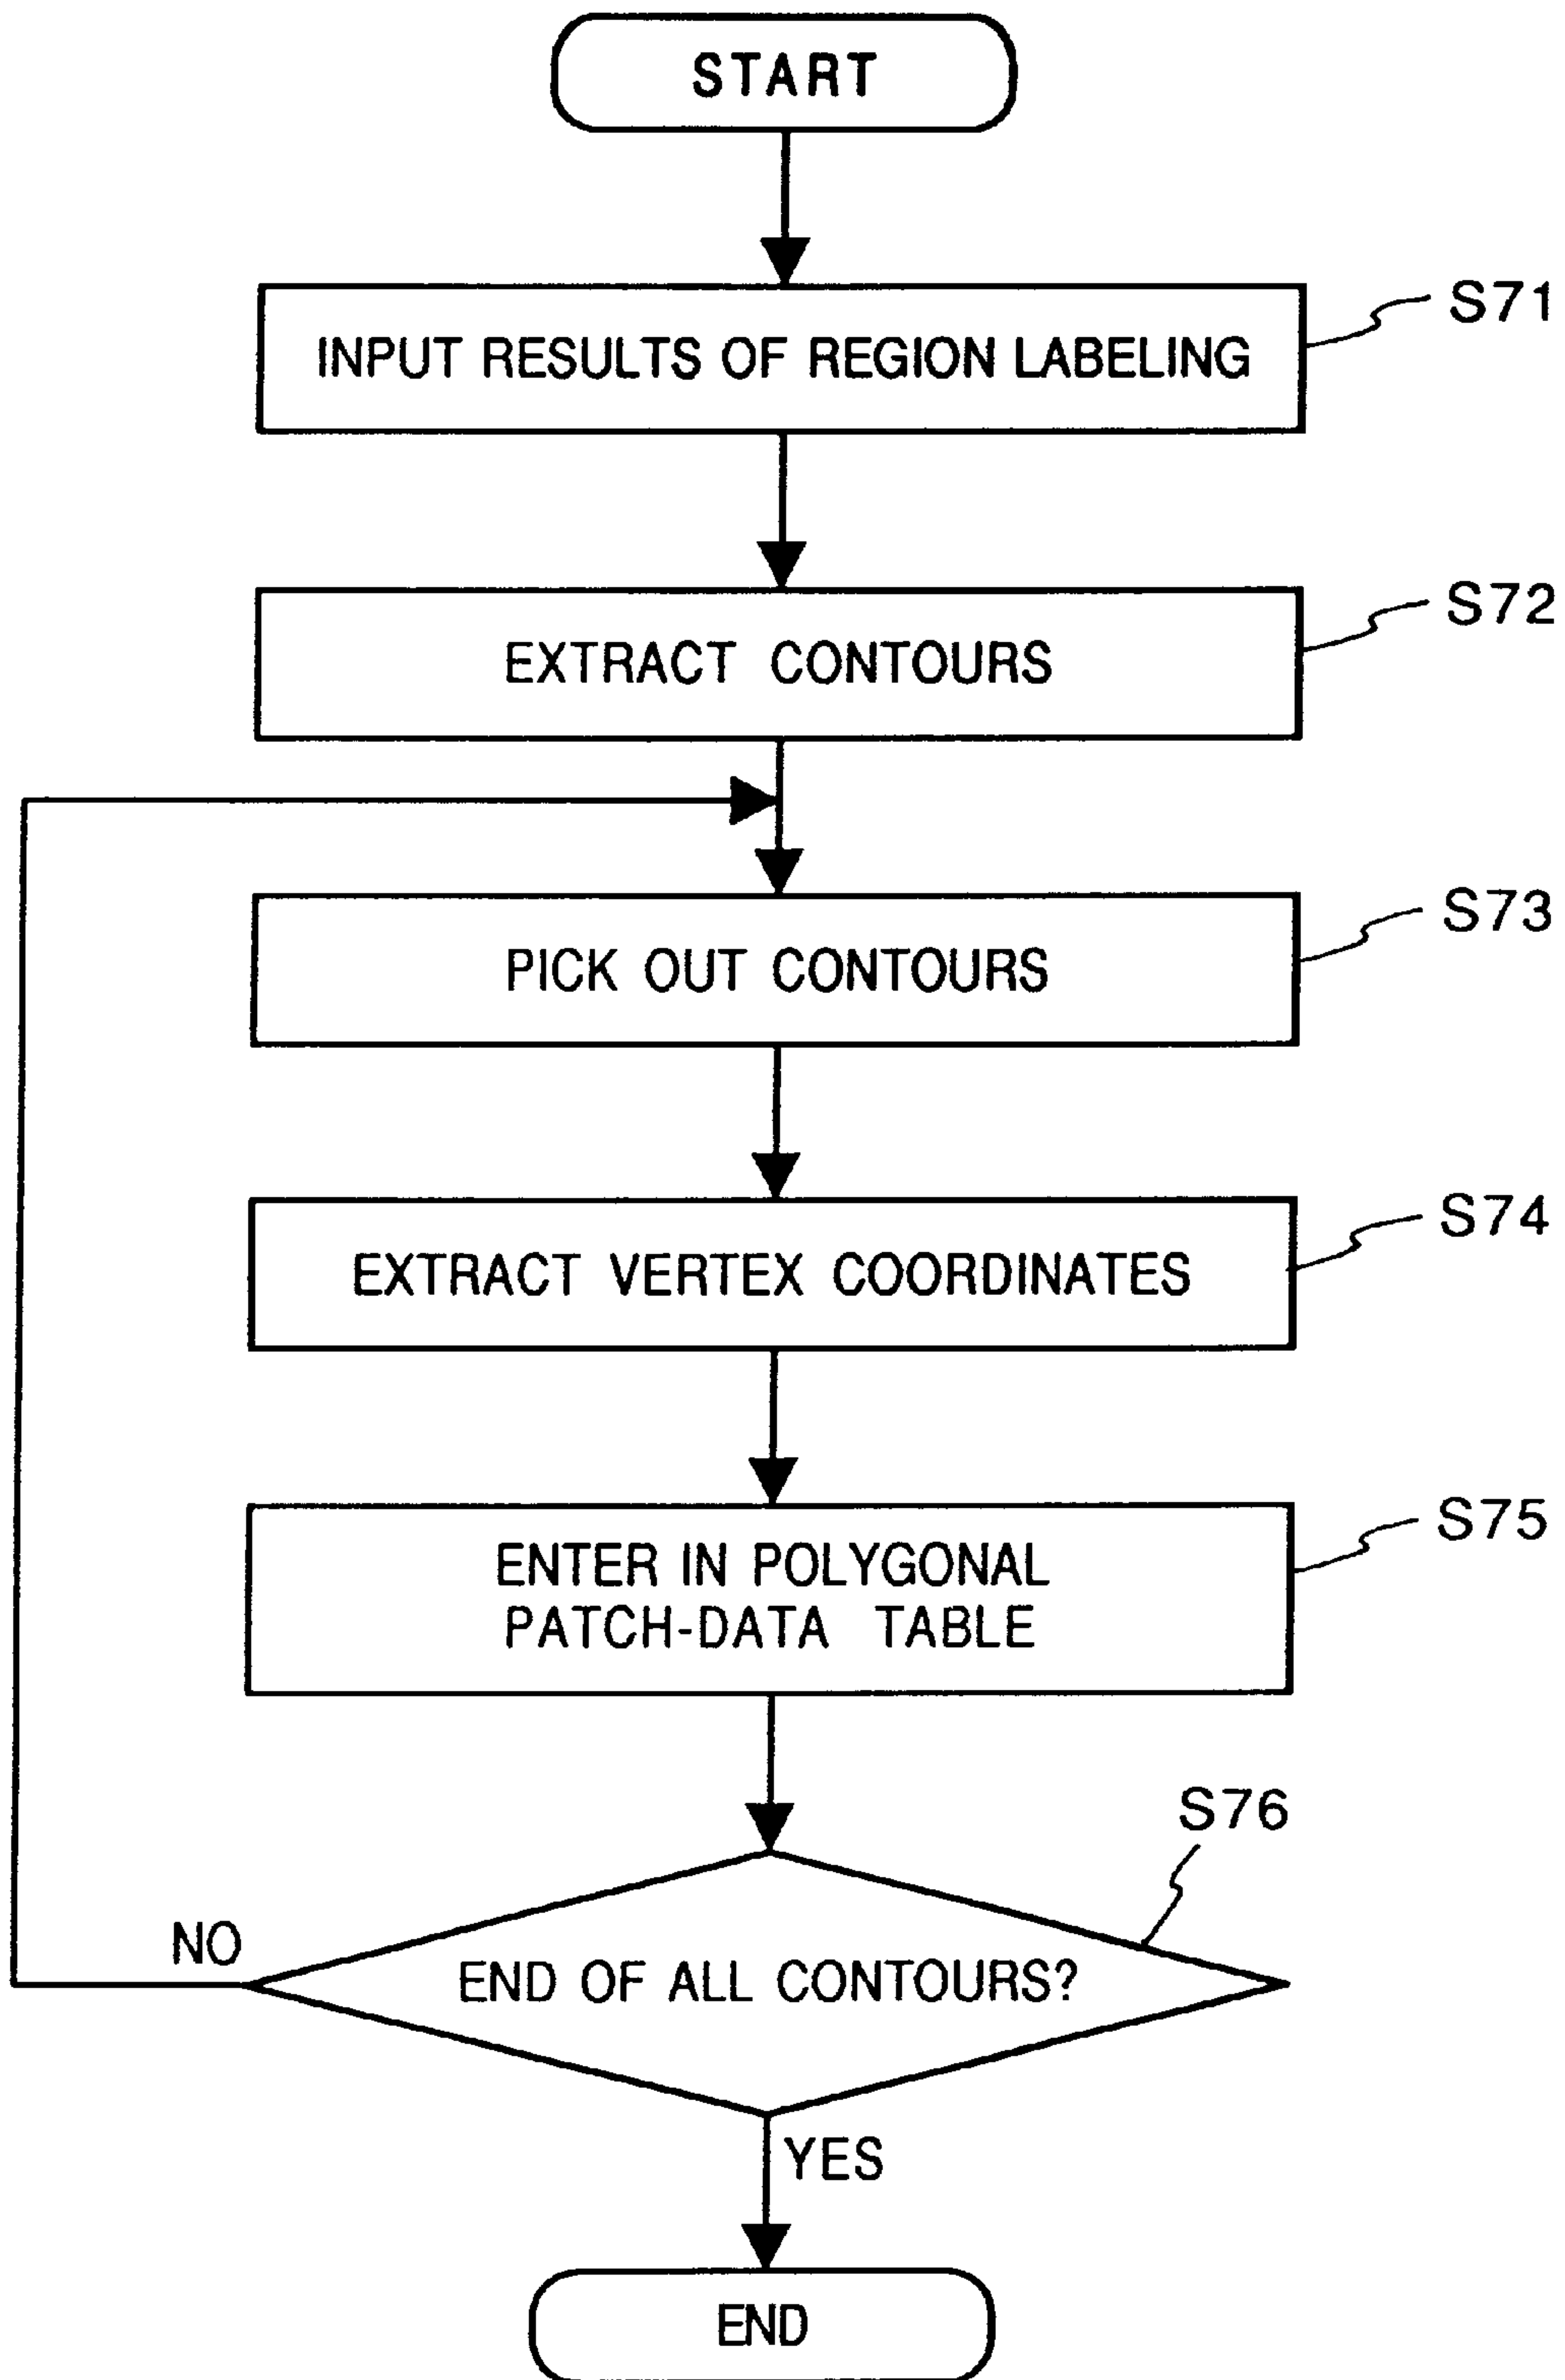 START
INPUT RESULTS OF REGION LABELING
S71
EXTRACT CONTOURS
S72
PICK OUT CONTOURS
S73
EXTRACT VERTEX COORDINATES
S74
ENTER IN POLYGONAL
PATCH-DATA TABLE
S75
S76
NO
END OF ALL CONTOURS?
YES
END